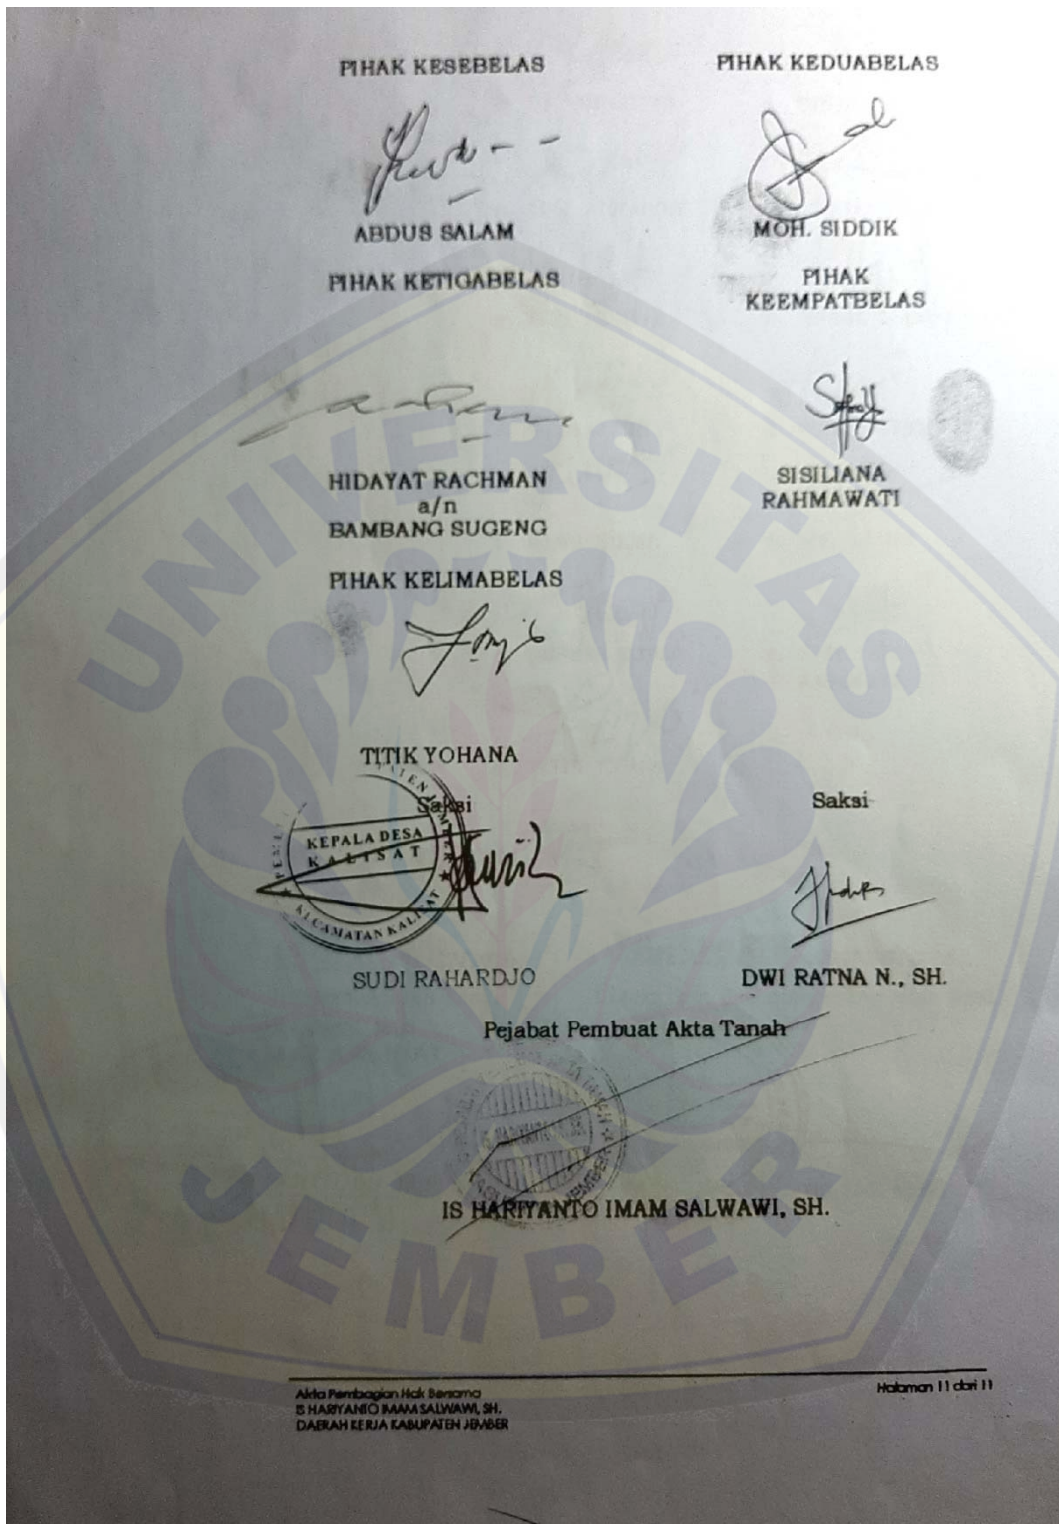 PIHAK KESEBELAS
PIHAK KEDUABELAS
ABDUS SALAM
MOH. SIDDIK
PIHAK KETIGABELAS
PIHAK
KEEMPATBELAS
HIDAYAT RACHMAN
a/n
BAMBANG SUGENG
SISILIANA
RAHMAWATI
PIHAK KELIMABELAS
TITIK YOHANA
Saksi
Saksi
KEPALA DESA
KALISAT
KECAMATAN KALISAT
SUDI RAHARDJO
DWI RATNA N., SH.
Pejabat Pembuat Akta Tanah
IS HARIYANTO IMAM SALWAWI, SH.
UNIVERSITAS
JEMBER
Akta Pembagian Hak Bersama
IS HARIYANTO IMAM SALWAWI, SH.
DAERAH KERJA KABUPATEN JEMBER
Halaman 11 dari 11